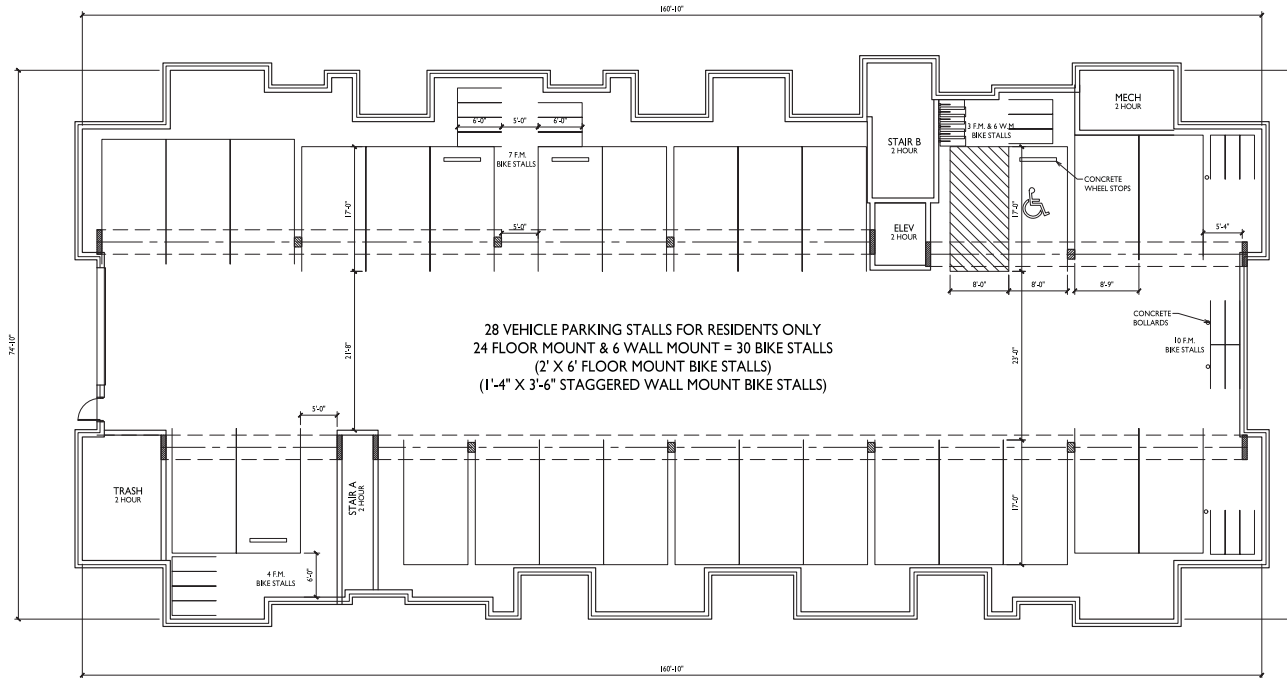 160'-10"
MECH
2 HOUR
6'-0"
5'-0"
6'-0"
3 F.M. & 6 W.M.
BIKE STALLS
STAIR B
2 HOUR
7 F.M.
BIKE STALLS
CONCRETE
WHEEL STOPS
17'-0"
17'-0"
5'-0"
ELEV
2 HOUR
5'-4"
8'-0"
8'-0"
8'-9"
74'-10"
CONCRETE
BOLLARDS
28 VEHICLE PARKING STALLS FOR RESIDENTS ONLY
24 FLOOR MOUNT & 6 WALL MOUNT = 30 BIKE STALLS
(2' X 6' FLOOR MOUNT BIKE STALLS)
(1'-4" X 3'-6" STAGGERED WALL MOUNT BIKE STALLS)
21'-8"
23'-0"
10 F.M.
BIKE STALLS
5'-0"
TRASH
2 HOUR
STAIR A
2 HOUR
17'-0"
4 F.M.
BIKE STALLS
6'-0"
160'-10"